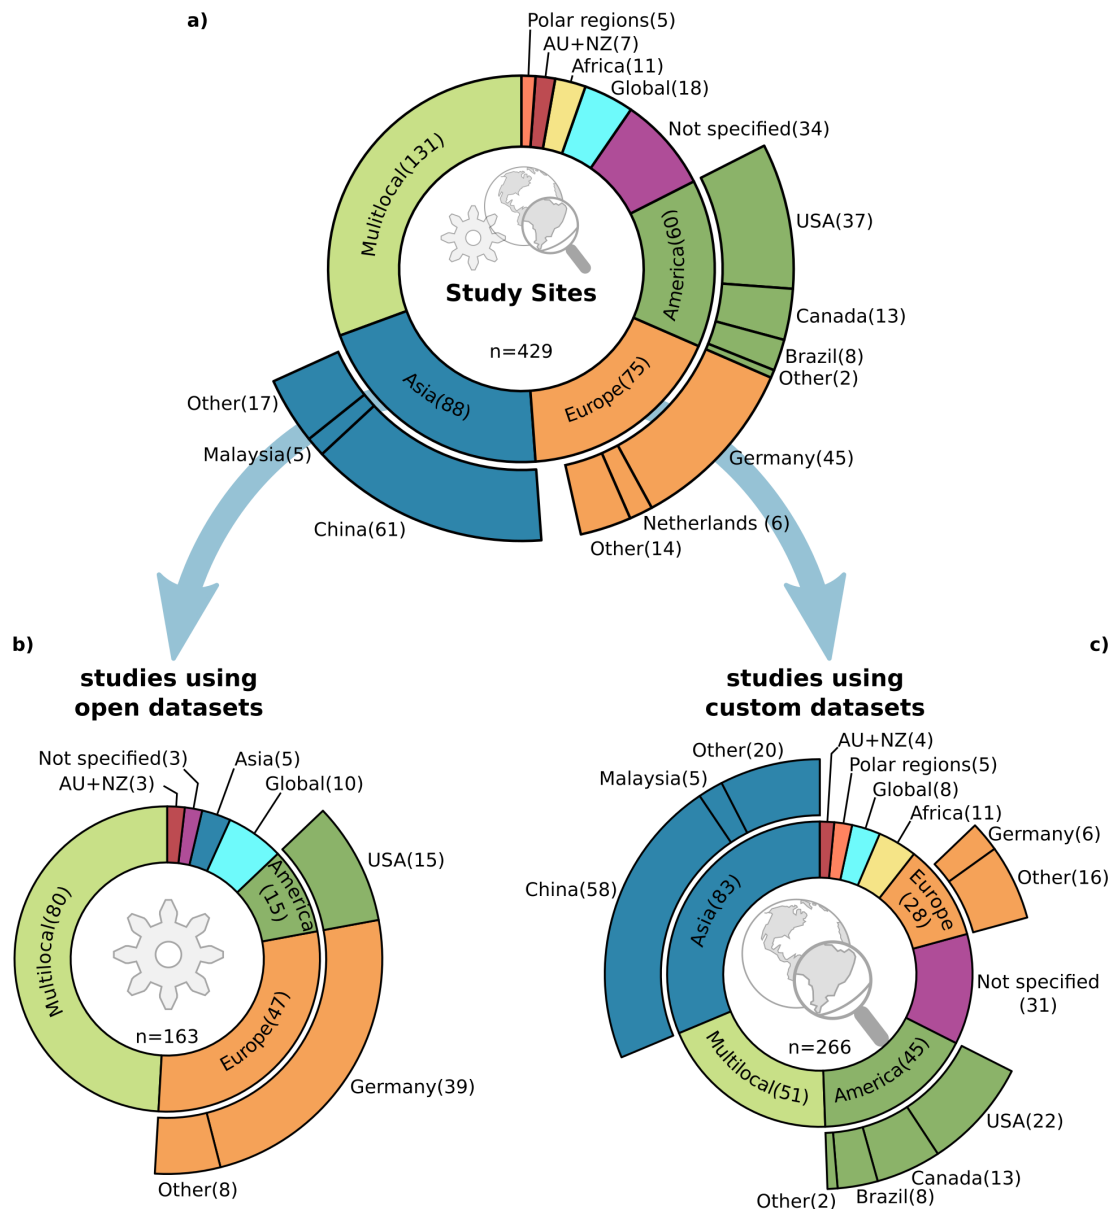 a)
Polar regions(5)
AU+NZ(7)
Africa(11)
Global(18)
Not specified(34)
Mulitlocal(131)
America(60)
USA(37)
Study Sites
Canada(13)
n=429
Brazil(8)
Other(2)
Asia(88)
Europe(75)
Other(17)
Malaysia(5)
Germany(45)
China(61)
Netherlands (6)
Other(14)
b)
studies using
open datasets
Not specified(3)
Asia(5)
AU+NZ(3)
Global(10)
USA(15)
America
(15)
Multilocal(80)
n=163
Europe(47)
Germany(39)
Other(8)
c)
studies using
custom datasets
AU+NZ(4)
Other(20)
Polar regions(5)
Malaysia(5)
Global(8)
Africa(11)
Germany(6)
Other(16)
China(58)
Asia(83)
Europe
(28)
Not specified
(31)
n=266
Multilocal(51)
America(45)
USA(22)
Canada(13)
Brazil(8)
Other(2)